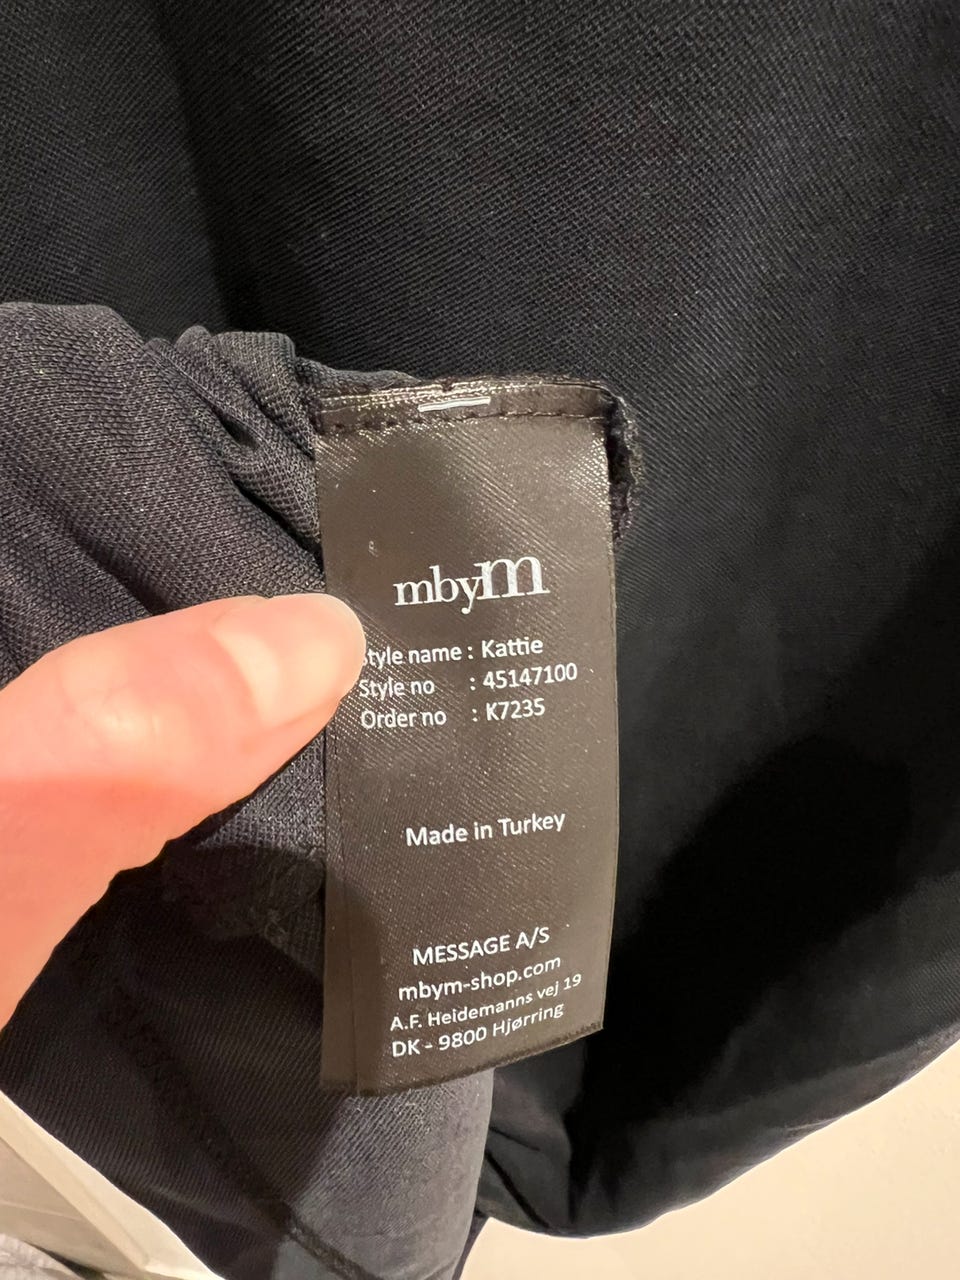 mbyM
Style name : Kattie
Style no : 45147100
Order no : K7235
Made in Turkey
MESSAGE A/S
mbym-shop.com
A.F. Heidemanns vej 19
DK - 9800 Hjørring